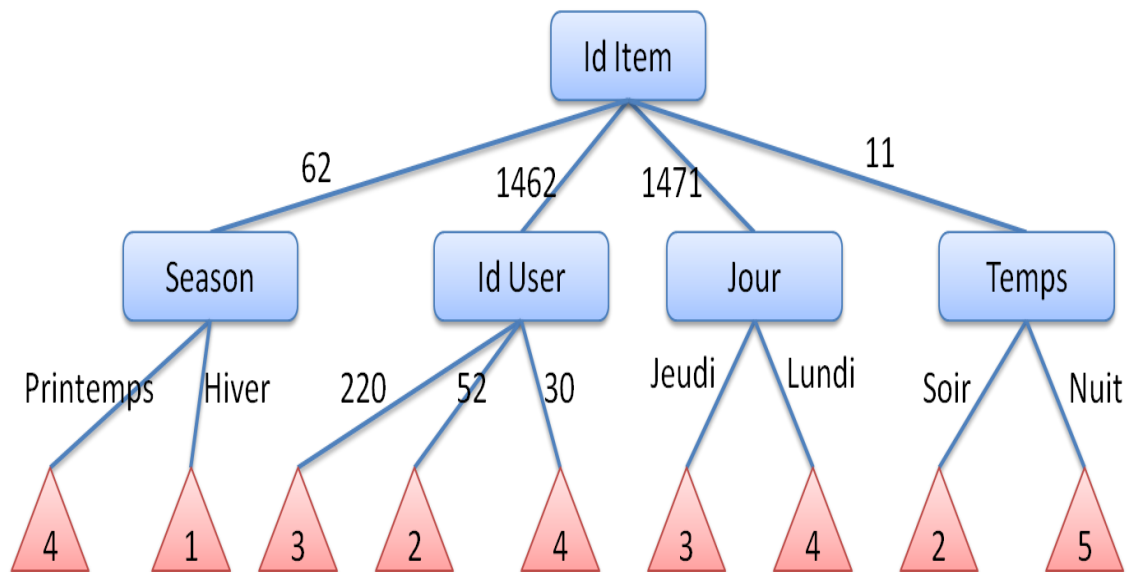 Id Item
62 1462 1471 11
Season Id User Jour Temps
Printemps Hiver 220 52 30 Jeudi Lundi Soir Nuit
4 1 3 2 4 3 4 2 5